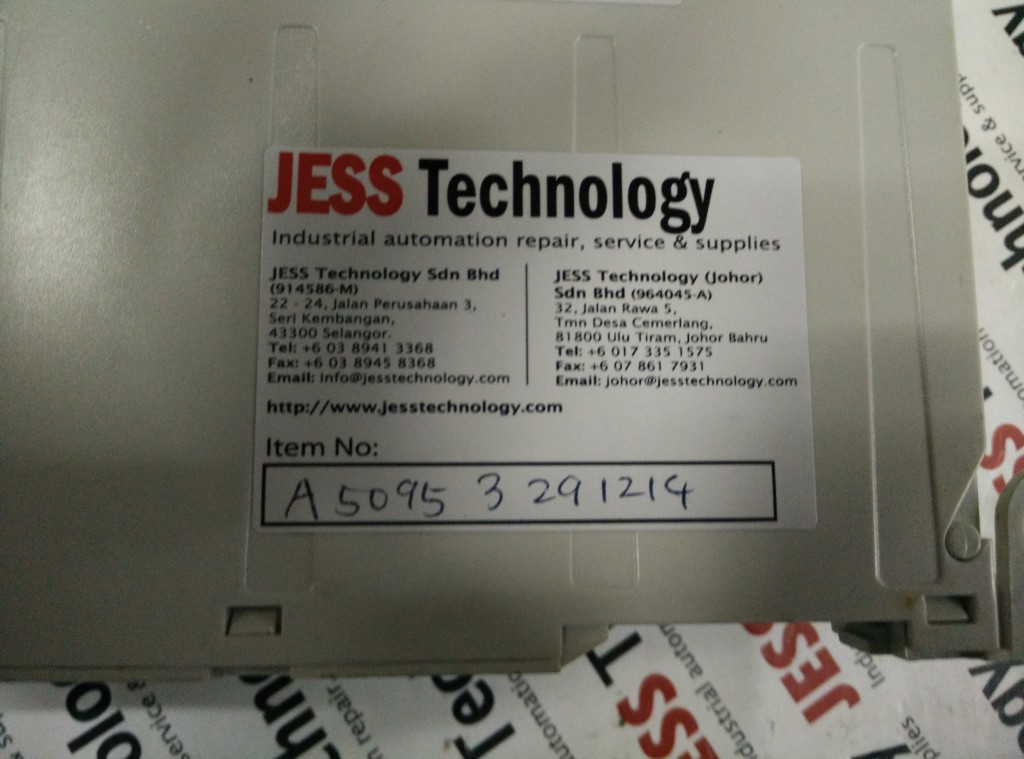 JESS Technology
Industrial automation repair, service & supplies
JESS Technology Sdn Bhd
(914586-M)
22 - 24, Jalan Perusahaan 3,
Seri Kembangan,
43300 Selangor.
Tel: +6 03 8941 3368
Fax: +6 03 8945 8368
Email: info@jesstechnology.com
JESS Technology (Johor)
Sdn Bhd (964045-A)
32, Jalan Rawa 5,
Tmn Desa Cemerlang,
81800 Ulu Tiram, Johor Bahru
Tel: +6 017 335 1575
Fax: +6 07 861 7931
Email: johor@jesstechnology.com
http://www.jesstechnology.com
Item No:
A 5095 3 291214
JESS